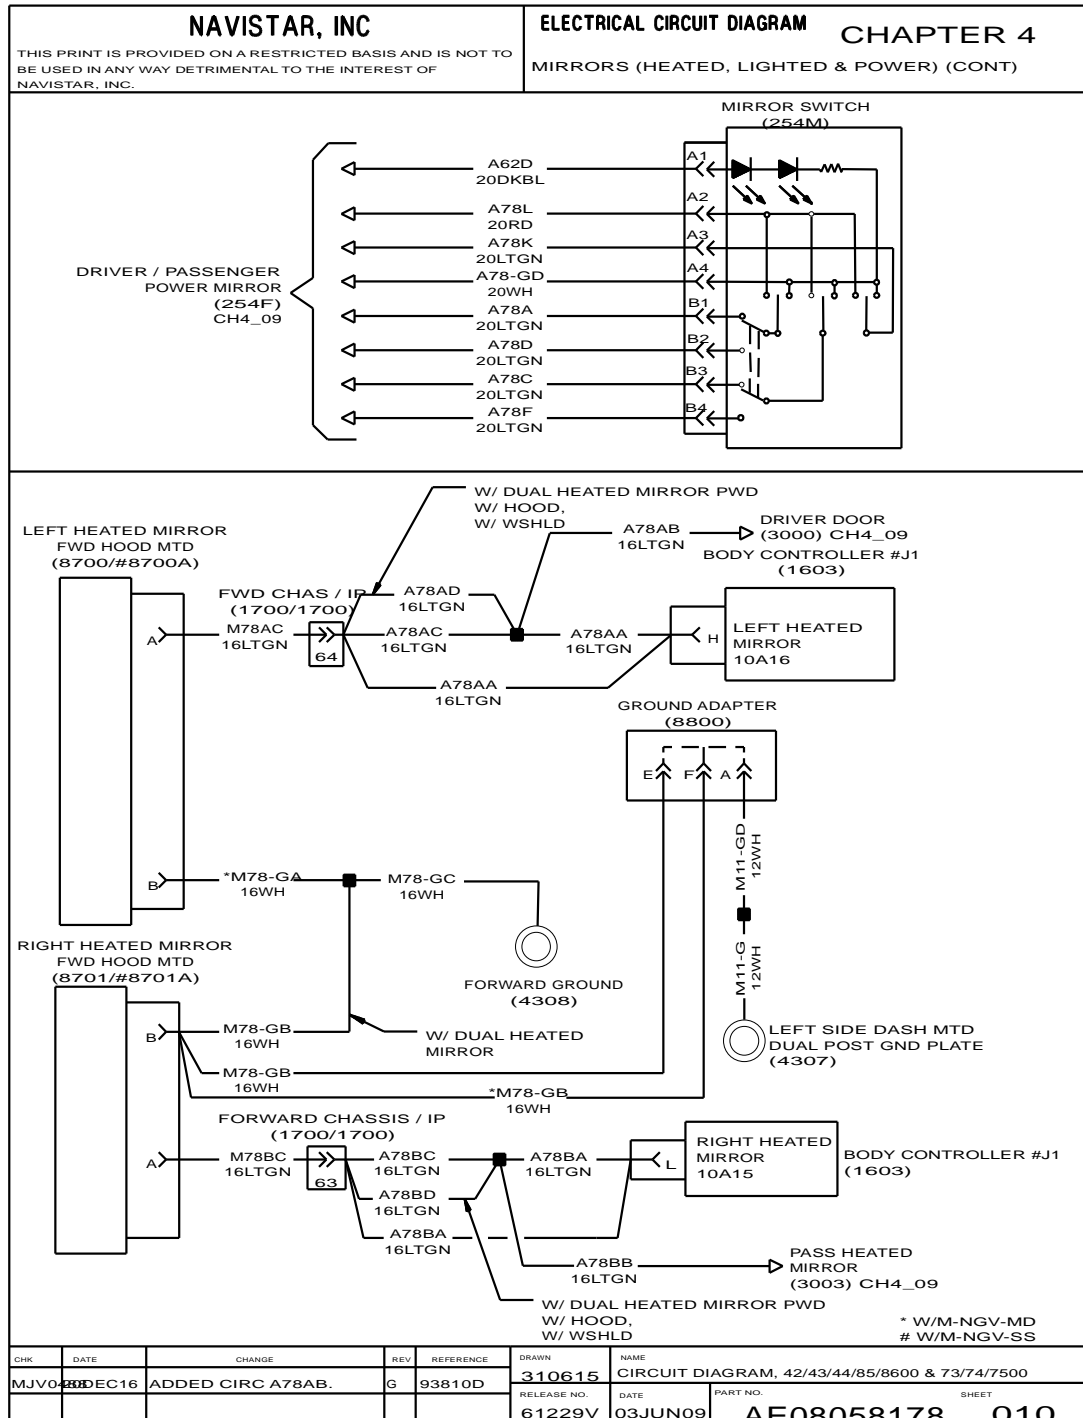 NAVISTAR, INC
THIS PRINT IS PROVIDED ON A RESTRICTED BASIS AND IS NOT TO
BE USED IN ANY WAY DETRIMENTAL TO THE INTEREST OF
NAVISTAR, INC.
ELECTRICAL CIRCUIT DIAGRAM
CHAPTER 4
MIRRORS (HEATED, LIGHTED & POWER) (CONT)
MIRROR SWITCH
(254M)
A62D
20DKBL
A1
A78L
20RD
A2
A78K
20LTGN
A3
A78-GD
20WH
A4
A78A
20LTGN
B1
A78D
20LTGN
B2
A78C
20LTGN
B3
A78F
20LTGN
B4
DRIVER / PASSENGER
POWER MIRROR
(254F)
CH4_09
W/ DUAL HEATED MIRROR PWD
W/ HOOD,
W/ WSHLD
LEFT HEATED MIRROR
FWD HOOD MTD
(8700/#8700A)
A78AB
16LTGN
DRIVER DOOR
(3000) CH4_09
BODY CONTROLLER #J1
(1603)
FWD CHAS / IP
(1700/1700)
A78AD
16LTGN
A
M78AC
16LTGN
64
A78AC
16LTGN
A78AA
16LTGN
H
LEFT HEATED
MIRROR
10A16
A78AA
16LTGN
GROUND ADAPTER
(8800)
E
F
A
M11-GD
12WH
B
*M78-GA
16WH
M78-GC
16WH
M11-G
12WH
FORWARD GROUND
(4308)
LEFT SIDE DASH MTD
DUAL POST GND PLATE
(4307)
RIGHT HEATED MIRROR
FWD HOOD MTD
(8701/#8701A)
B
M78-GB
16WH
W/ DUAL HEATED
MIRROR
M78-GB
16WH
*M78-GB
16WH
FORWARD CHASSIS / IP
(1700/1700)
A
M78BC
16LTGN
63
A78BC
16LTGN
A78BA
16LTGN
L
RIGHT HEATED
MIRROR
10A15
BODY CONTROLLER #J1
(1603)
A78BD
16LTGN
A78BA
16LTGN
A78BB
16LTGN
PASS HEATED
MIRROR
(3003) CH4_09
W/ DUAL HEATED MIRROR PWD
W/ HOOD,
W/ WSHLD
* W/M-NGV-MD
# W/M-NGV-SS
CHK DATE CHANGE REV REFERENCE
DEC16 ADDED CIRC A78AB. G 93810D
DRAWN
310615
NAME
CIRCUIT DIAGRAM, 42/43/44/85/8600 & 73/74/7500
RELEASE NO.
61229V
DATE
03JUN09
PART NO.
AE08058178
SHEET
010